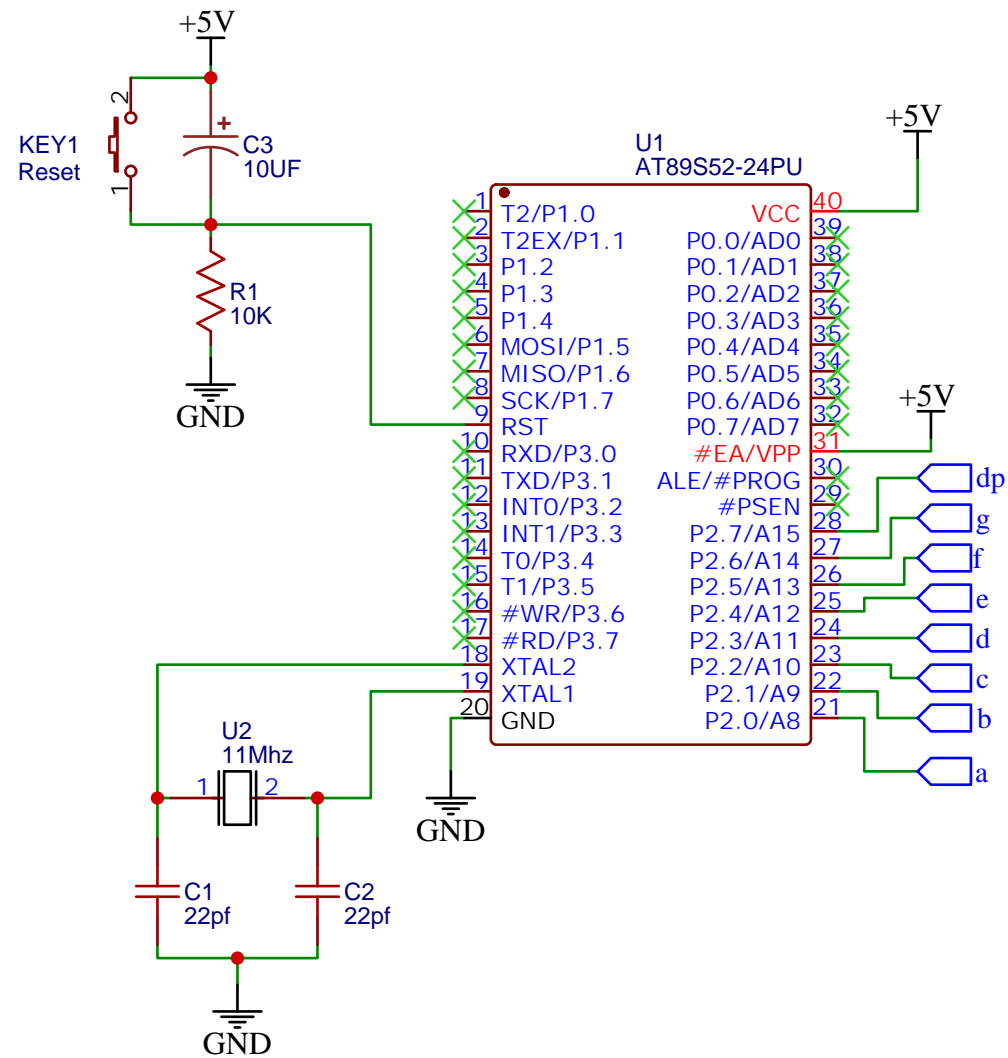 +5V
2
KEY1
Reset
1
+
C3
10UF
R1
10K
GND
U1
AT89S52-24PU
+5V
1 T2/P1.0 VCC 40
2 T2EX/P1.1 P0.0/AD0 39
3 P1.2 P0.1/AD1 38
4 P1.3 P0.2/AD2 37
5 P1.4 P0.3/AD3 36
6 MOSI/P1.5 P0.4/AD4 35
7 MISO/P1.6 P0.5/AD5 34
8 SCK/P1.7 P0.6/AD6 33
9 RST P0.7/AD7 32
+5V
10 RXD/P3.0 #EA/VPP 31
11 TXD/P3.1 ALE/#PROG 30
12 INT0/P3.2 #PSEN 29
13 INT1/P3.3 P2.7/A15 28
14 T0/P3.4 P2.6/A14 27
15 T1/P3.5 P2.5/A13 26
16 #WR/P3.6 P2.4/A12 25
17 #RD/P3.7 P2.3/A11 24
18 XTAL2 P2.2/A10 23
19 XTAL1 P2.1/A9 22
20 GND P2.0/A8 21
dp
g
f
e
d
c
b
a
GND
U2
11Mhz
1 2
C1
22pf
C2
22pf
GND